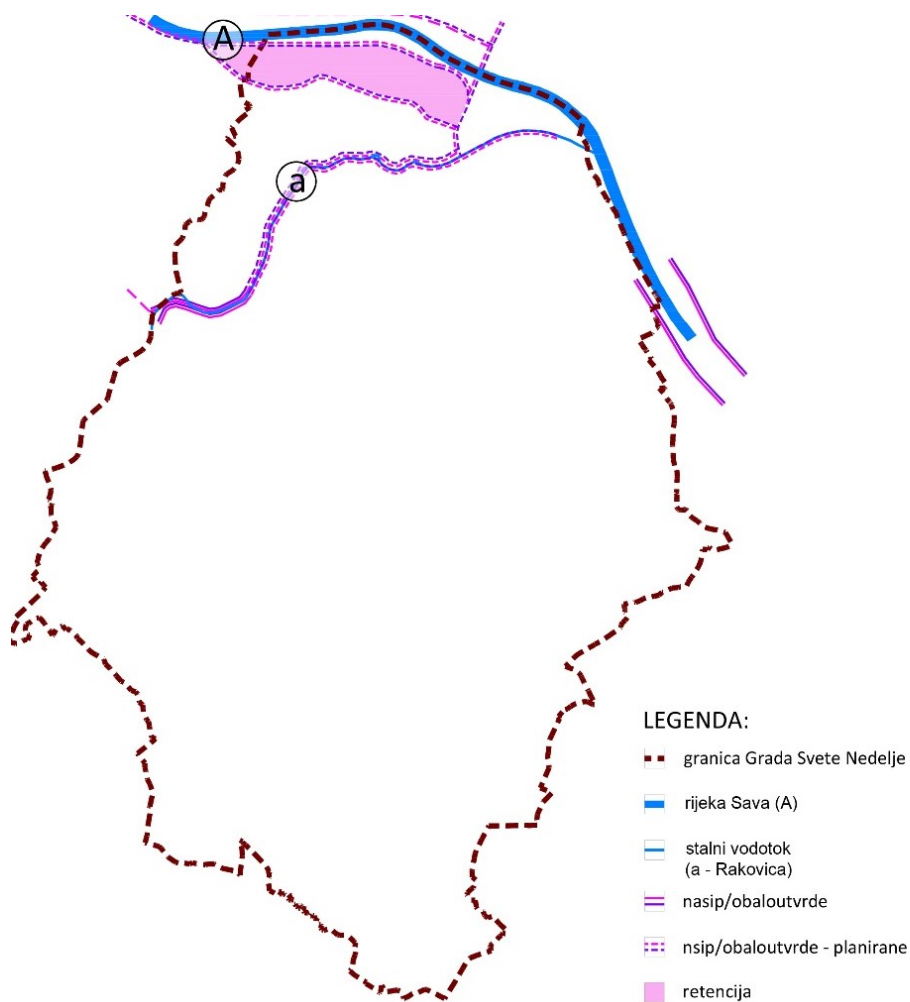 A
a
LEGENDA:
granica Grada Svete Nedelje
rijeka Sava (A)
stalni vodotok
(a - Rakovica)
nasip/obaloutvrde
nsip/obaloutvrde - planirane
retencija